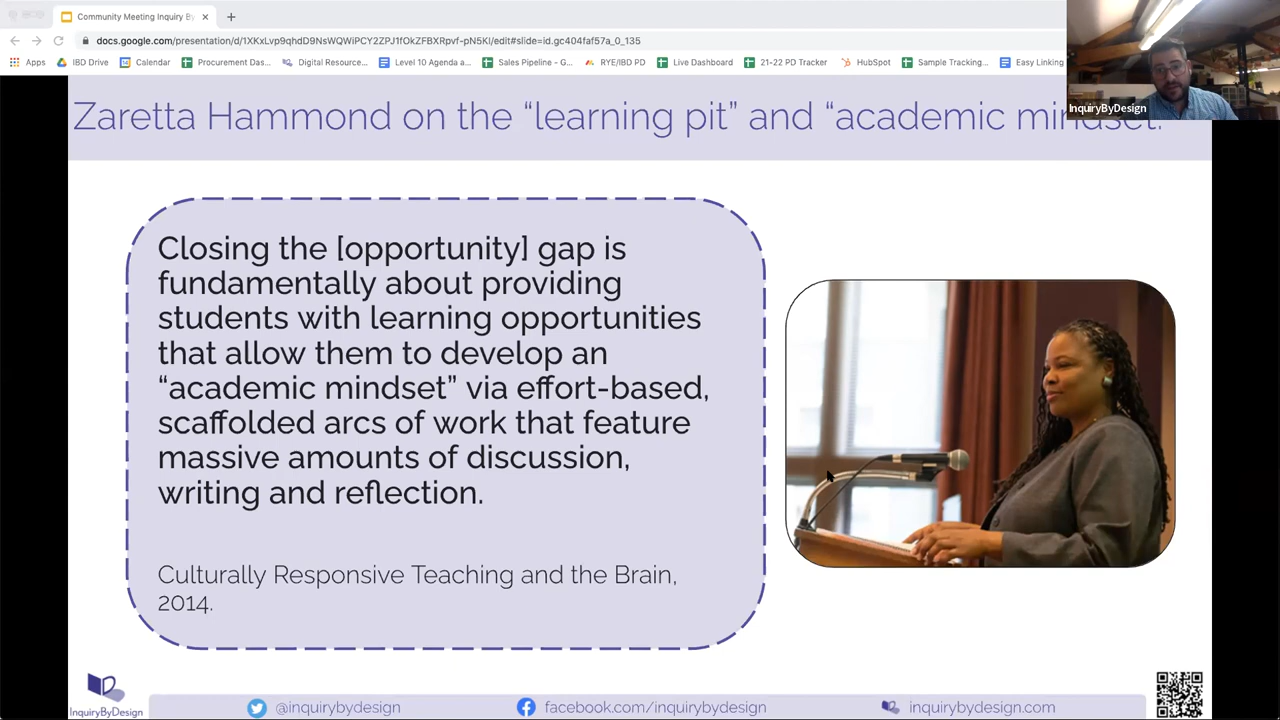 Community Meeting Inquiry By
docs.google.com/presentation/d/1XKxLvp9qhdD9NsWQWiPCY2ZPJ1fOkZFBXRpvf-pN5KI/edit#slide=id.gc404faf57a_0_135
Apps IBD Drive Calendar Procurement Das... Digital Resource... Level 10 Agenda a... Sales Pipeline - G... RYE/IBD PD Live Dashboard 21-22 PD Tracker HubSpot Sample Tracking... Easy Linking
InquiryByDesign
Zaretta Hammond on the “learning pit” and “academic mindset.”
Closing the [opportunity] gap is
fundamentally about providing
students with learning opportunities
that allow them to develop an
“academic mindset” via effort-based,
scaffolded arcs of work that feature
massive amounts of discussion,
writing and reflection.
Culturally Responsive Teaching and the Brain,
2014.
InquiryByDesign
@inquirybydesign
facebook.com/inquirybydesign
inquirybydesign.com